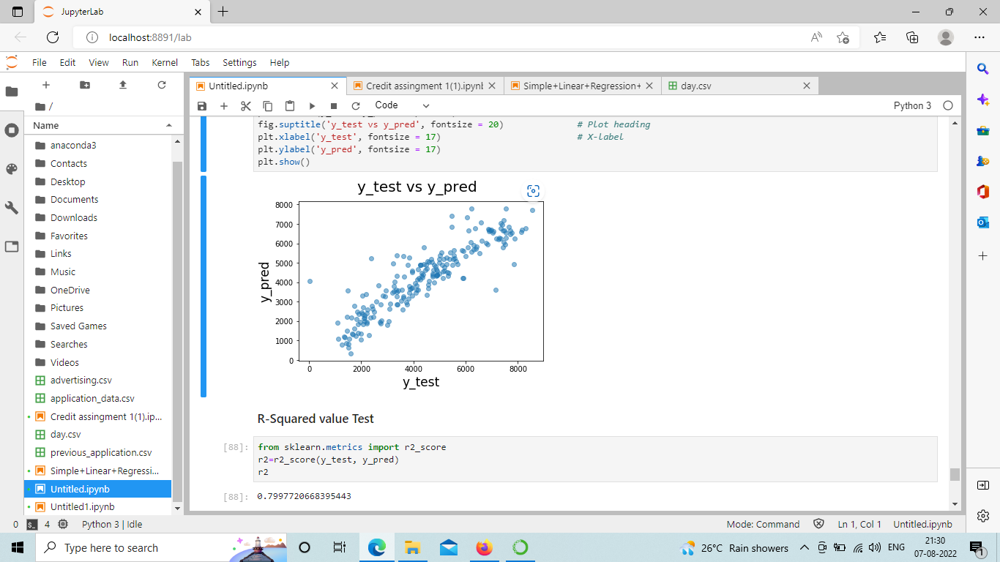 JupyterLab
localhost:8891/lab
File Edit View Run Kernel Tabs Settings Help
Untitled.ipynb
Credit assingment 1(1).ipynl
Simple+Linear+Regression+
day.csv
/
Code
Python 3
Name
anaconda3
Contacts
Desktop
Documents
Downloads
Favorites
Links
Music
OneDrive
Pictures
Saved Games
Searches
Videos
advertising.csv
application_data.csv
Credit assingment 1(1).ip...
day.csv
previous_application.csv
Simple+Linear+Regressi...
Untitled.ipynb
Untitled1.ipynb
fig.suptitle('y_test vs y_pred', fontsize = 20) # Plot heading
plt.xlabel('y_test', fontsize = 17) # X-label
plt.ylabel('y_pred', fontsize = 17)
plt.show()
y_test vs y_pred
8000
7000
6000
5000
4000
3000
2000
1000
0
y_pred
0 2000 4000 6000 8000
y_test
R-Squared value Test
[88]:
from sklearn.metrics import r2_score
r2=r2_score(y_test, y_pred)
r2
[88]: 0.7997720668395443
0 $_ 4 Python 3 | Idle
Mode: Command Ln 1, Col 1 Untitled.ipynb
Type here to search
26°C Rain showers
ENG
21:30
07-08-2022
1